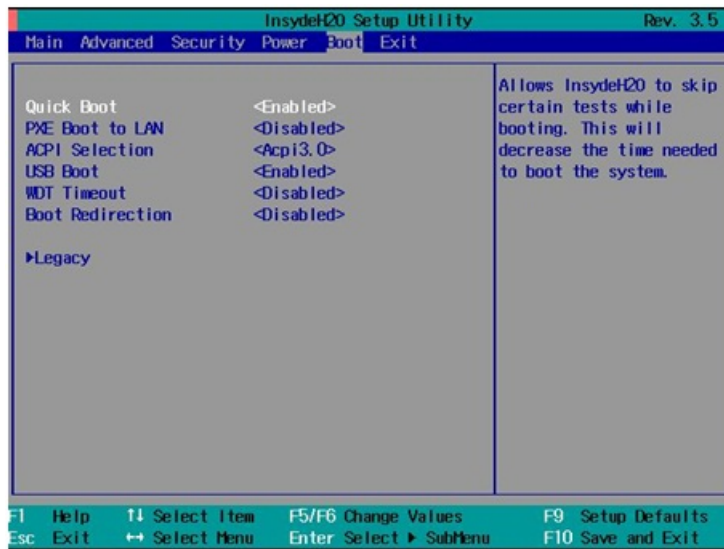 InsydeH2O Setup Utility Rev. 3.5
Main Advanced Security Power Boot Exit
Quick Boot <Enabled>
PXE Boot to LAN <Disabled>
ACPI Selection <Acpi3.0>
USB Boot <Enabled>
WDT Timeout <Disabled>
Boot Redirection <Disabled>
▶Legacy
Allows InsydeH2O to skip
certain tests while
booting. This will
decrease the time needed
to boot the system.
F1 Help ↑↓ Select Item F5/F6 Change Values F9 Setup Defaults
Esc Exit ↔ Select Menu Enter Select ▶ SubMenu F10 Save and Exit